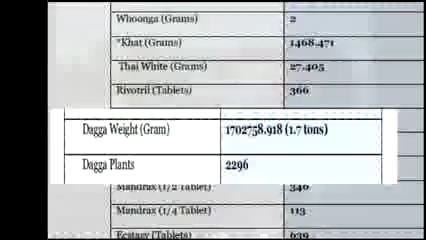 Whoonga (Grams) 2
*Khat (Grams) 1468.471
Thai White (Grams) 27.405
Rivotril (Tablets) 366
Dagga Weight (Gram) 1702758.918 (1.7 tons)
Dagga Plants 2296
Mandrax (1/2 Tablet) 346
Mandrax (1/4 Tablet) 113
Ecstasy (Tablets) 639